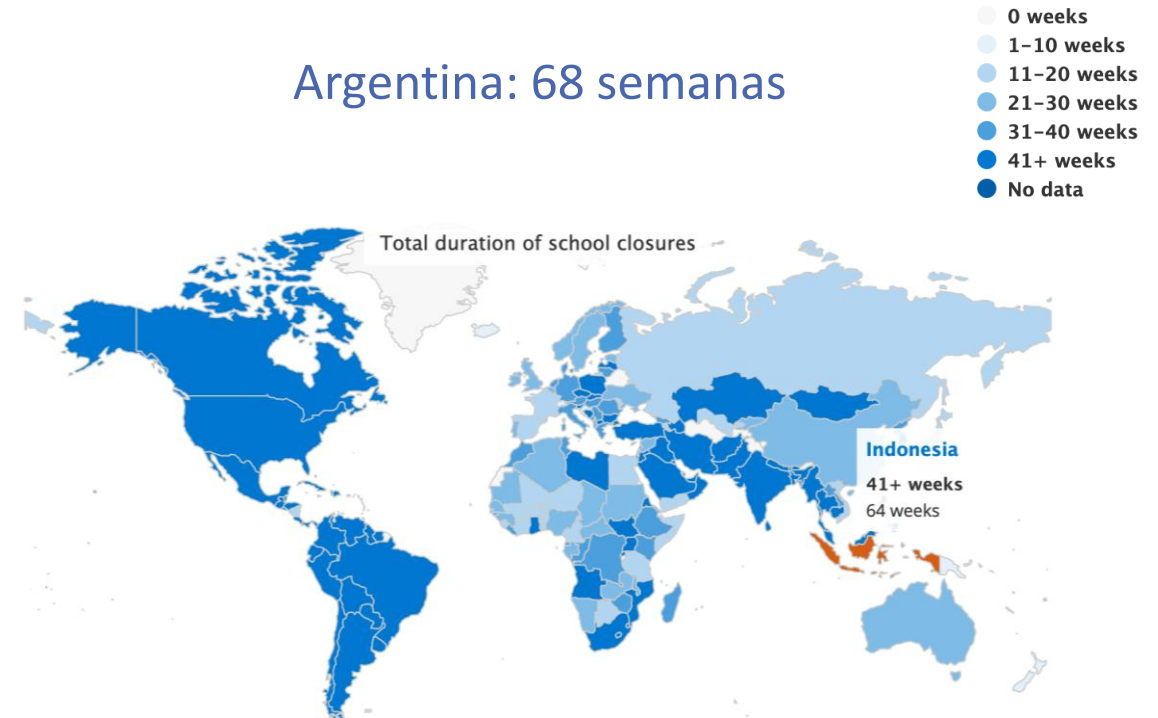 Argentina: 68 semanas
0 weeks
1–10 weeks
11–20 weeks
21–30 weeks
31–40 weeks
41+ weeks
No data
Total duration of school closures
Indonesia
41+ weeks
64 weeks